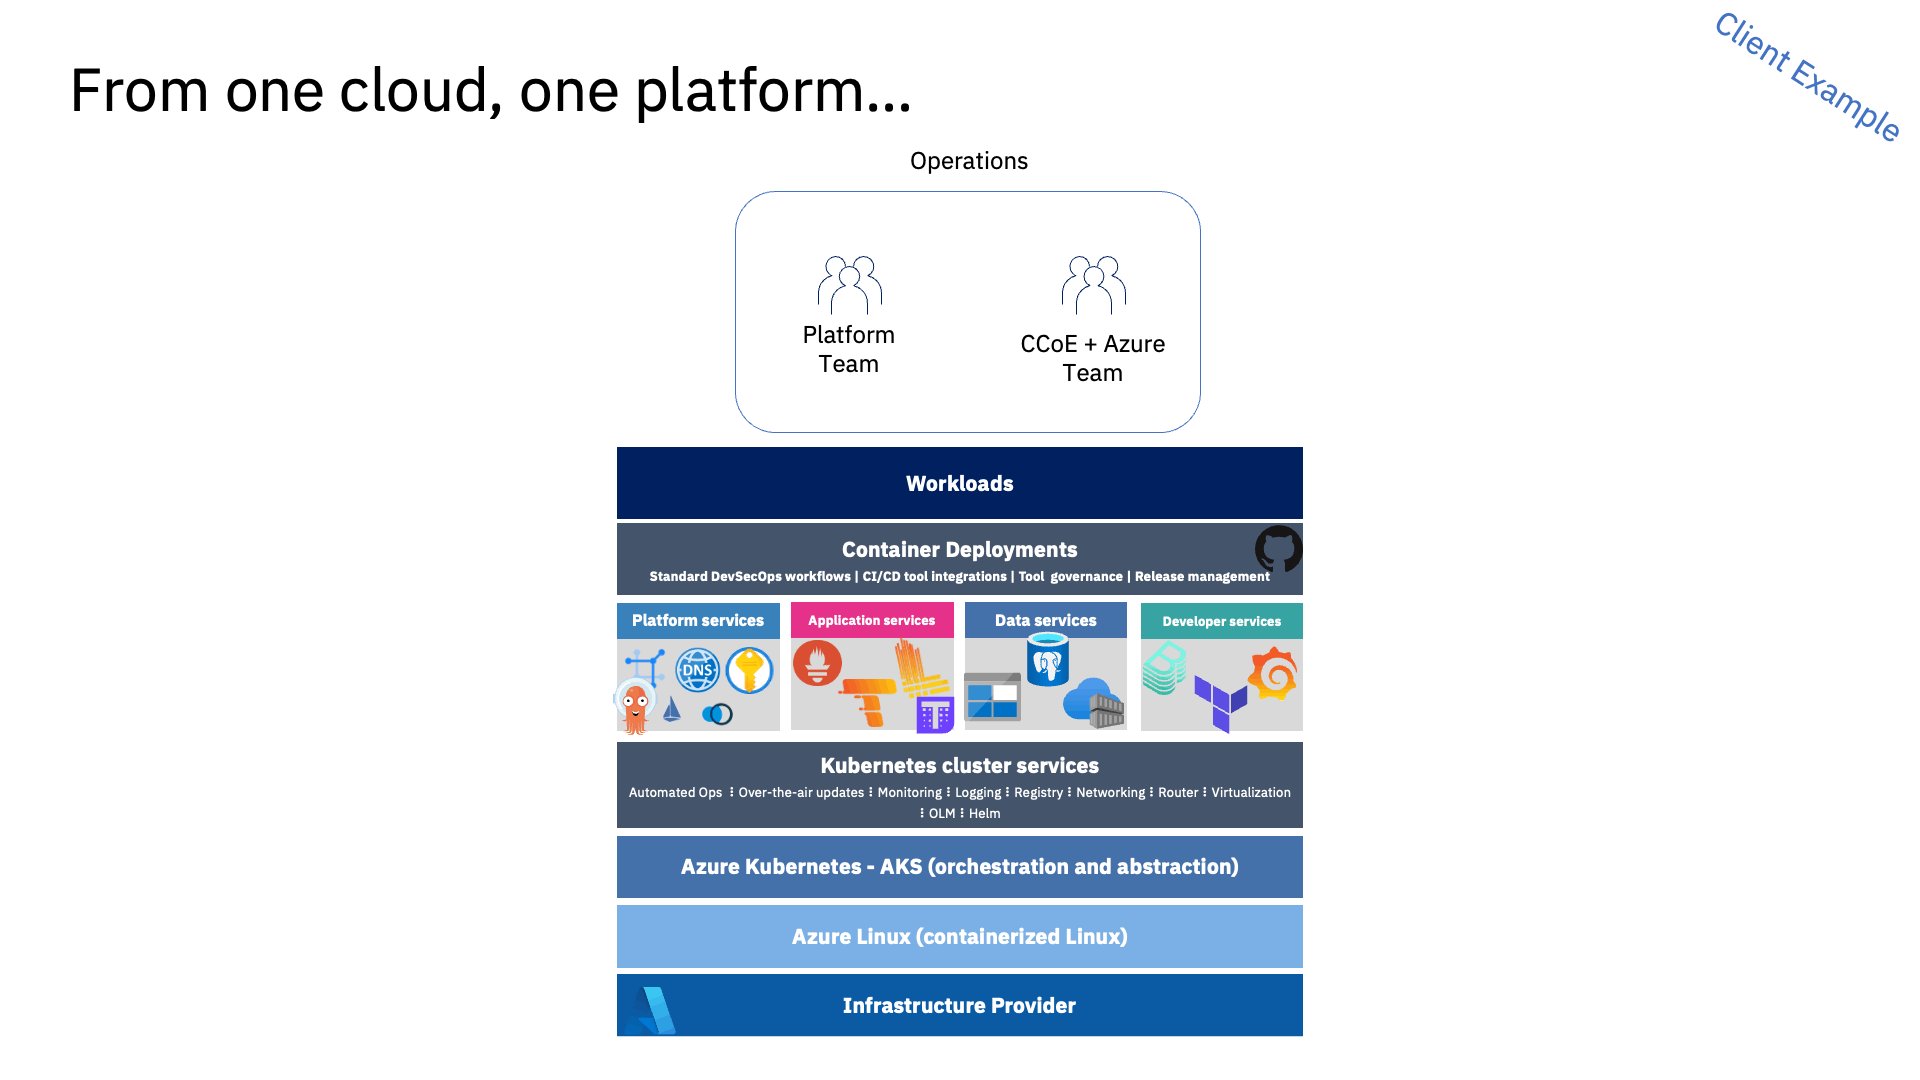 Client Example
From one cloud, one platform...
Operations
Platform
Team
CCoE + Azure
Team
Workloads
Container Deployments
Standard DevSecOps workflows | CI/CD tool integrations | Tool  governance | Release management
Platform services
Application services
Data services
Developer services
DNS
T
Kubernetes cluster services
Automated Ops ⁝ Over-the-air updates ⁝ Monitoring ⁝ Logging ⁝ Registry ⁝ Networking ⁝ Router ⁝ Virtualization
⁝ OLM ⁝ Helm
Azure Kubernetes - AKS (orchestration and abstraction)
Azure Linux (containerized Linux)
Infrastructure Provider